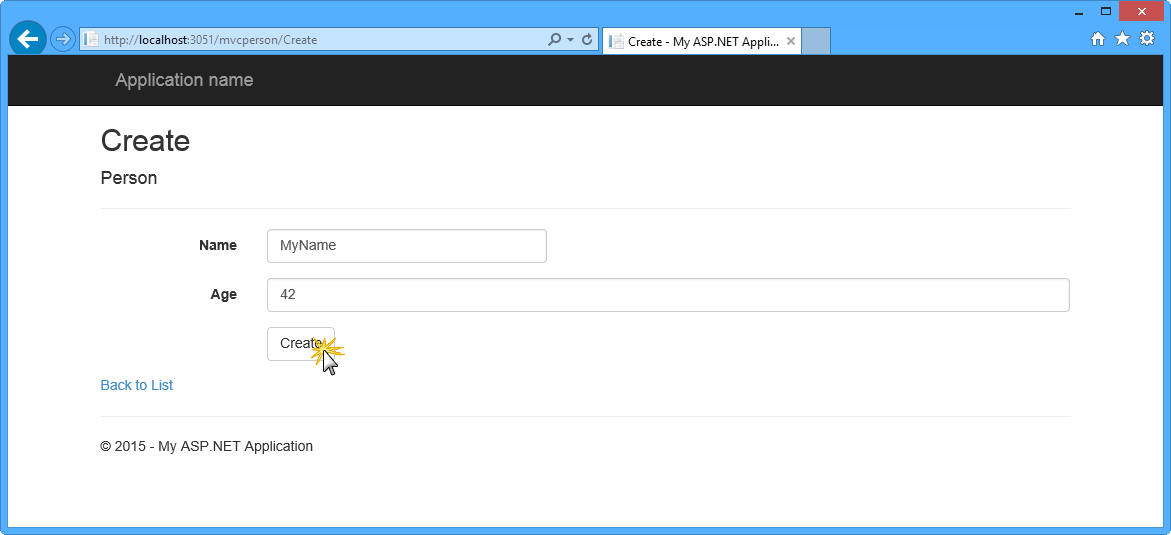 http://localhost:3051/mvcperson/Create
Create - My ASP.NET Appli...
Application name
Create
Person
Name MyName
Age 42
Create
Back to List
© 2015 - My ASP.NET Application